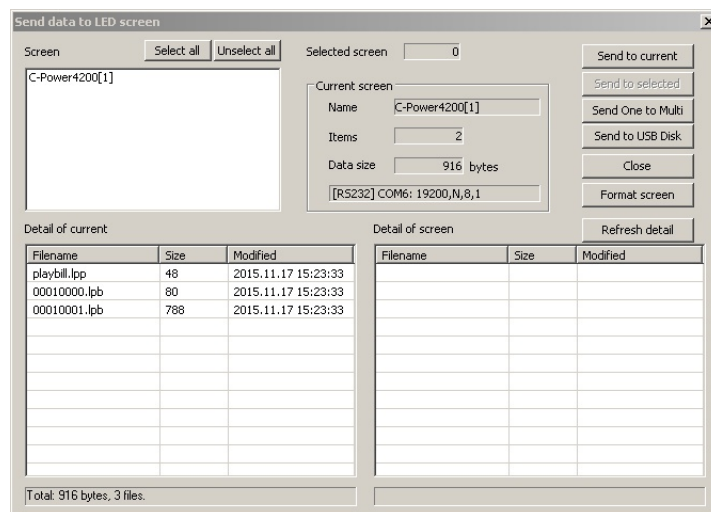 Send data to LED screen
Screen
Select all
Unselect all
Selected screen 0
Send to current
C-Power4200[1]
Send to selected
Current screen
Name C-Power4200[1]
Send One to Multi
Items 2
Send to USB Disk
Data size 916 bytes
Close
[RS232] COM6: 19200,N,8,1
Format screen
Detail of current
Detail of screen
Refresh detail
Filename Size Modified
playbill.lpp 48 2015.11.17 15:23:33
00010000.lpb 80 2015.11.17 15:23:33
00010001.lpb 788 2015.11.17 15:23:33
Filename Size Modified
Total: 916 bytes, 3 files.